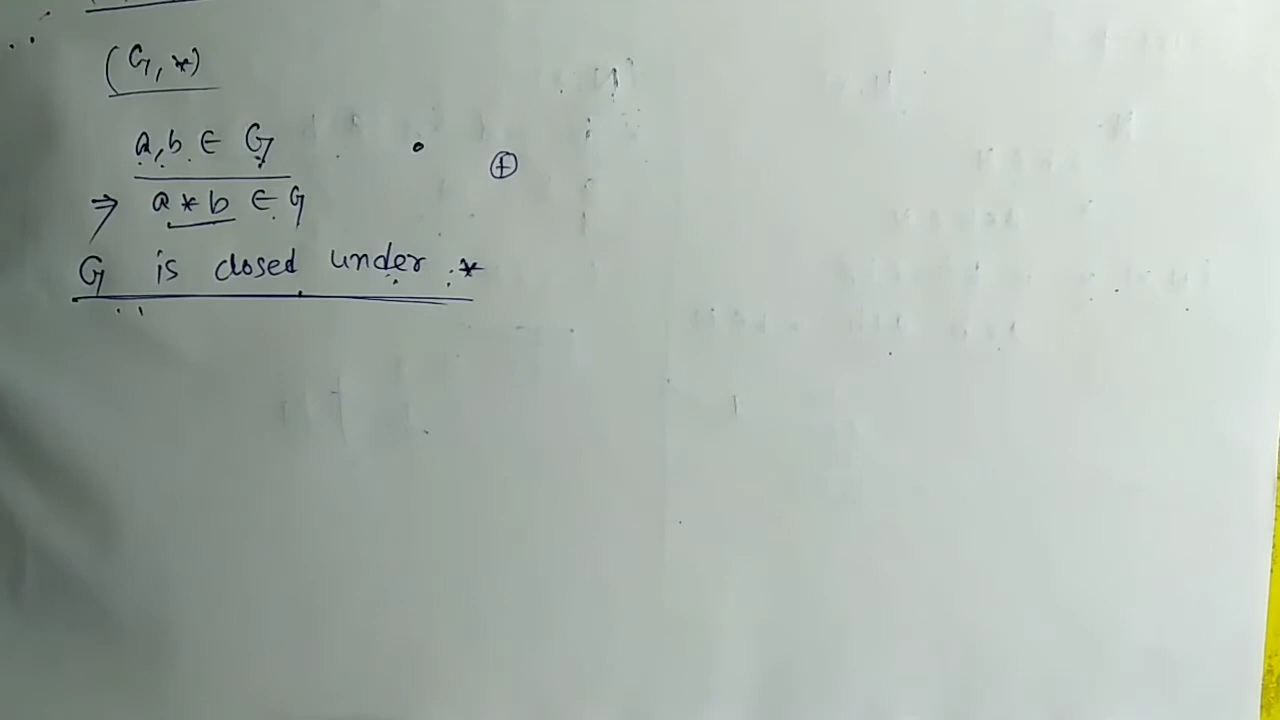 (G, *)
a, b ∈ G
• ⊕
⇒ a * b ∈ G
G is closed under *